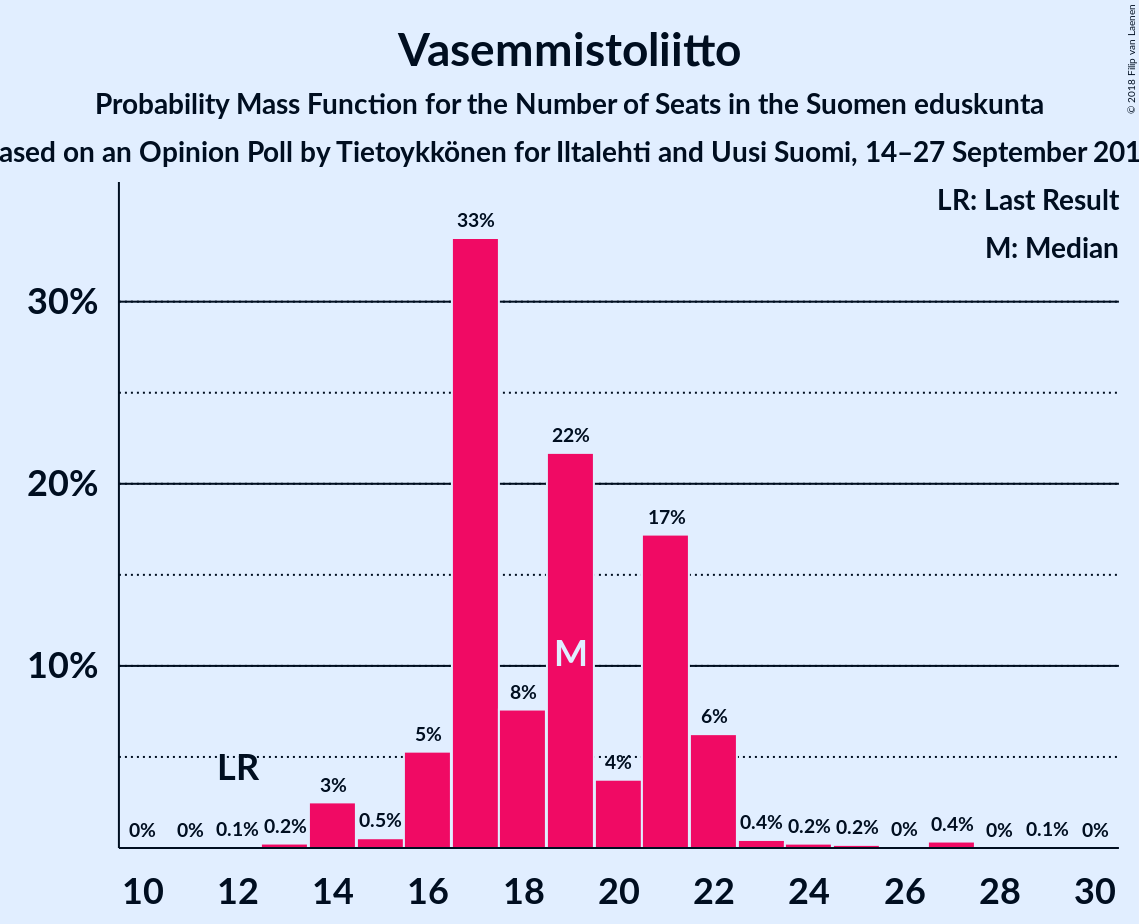 Vasemmistoliitto
Probability Mass Function for the Number of Seats in the Suomen eduskunta
ased on an Opinion Poll by Tietoykkönen for Iltalehti and Uusi Suomi, 14–27 September 201
© 2018 Filip van Laenen
LR: Last Result
M: Median
33%
30%
22%
20%
17%
M
10%
8%
6%
5%
LR
4%
3%
0% 0% 0.1% 0.2% 0.5% 0.4% 0.2% 0.2% 0% 0.4% 0% 0.1% 0%
10 12 14 16 18 20 22 24 26 28 30